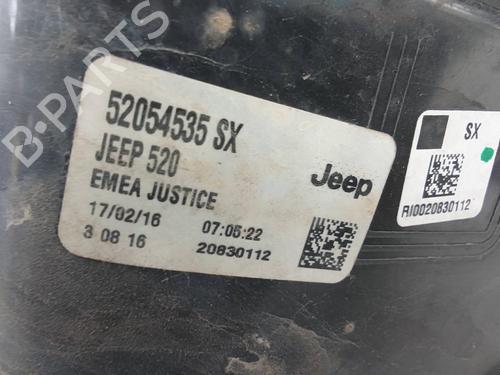 B-PARTS
52054535 SX
JEEP 520
EMEA JUSTICE
17/02/16 07:05:22
3 08 16 20830112
Jeep
SX
RI0020830112